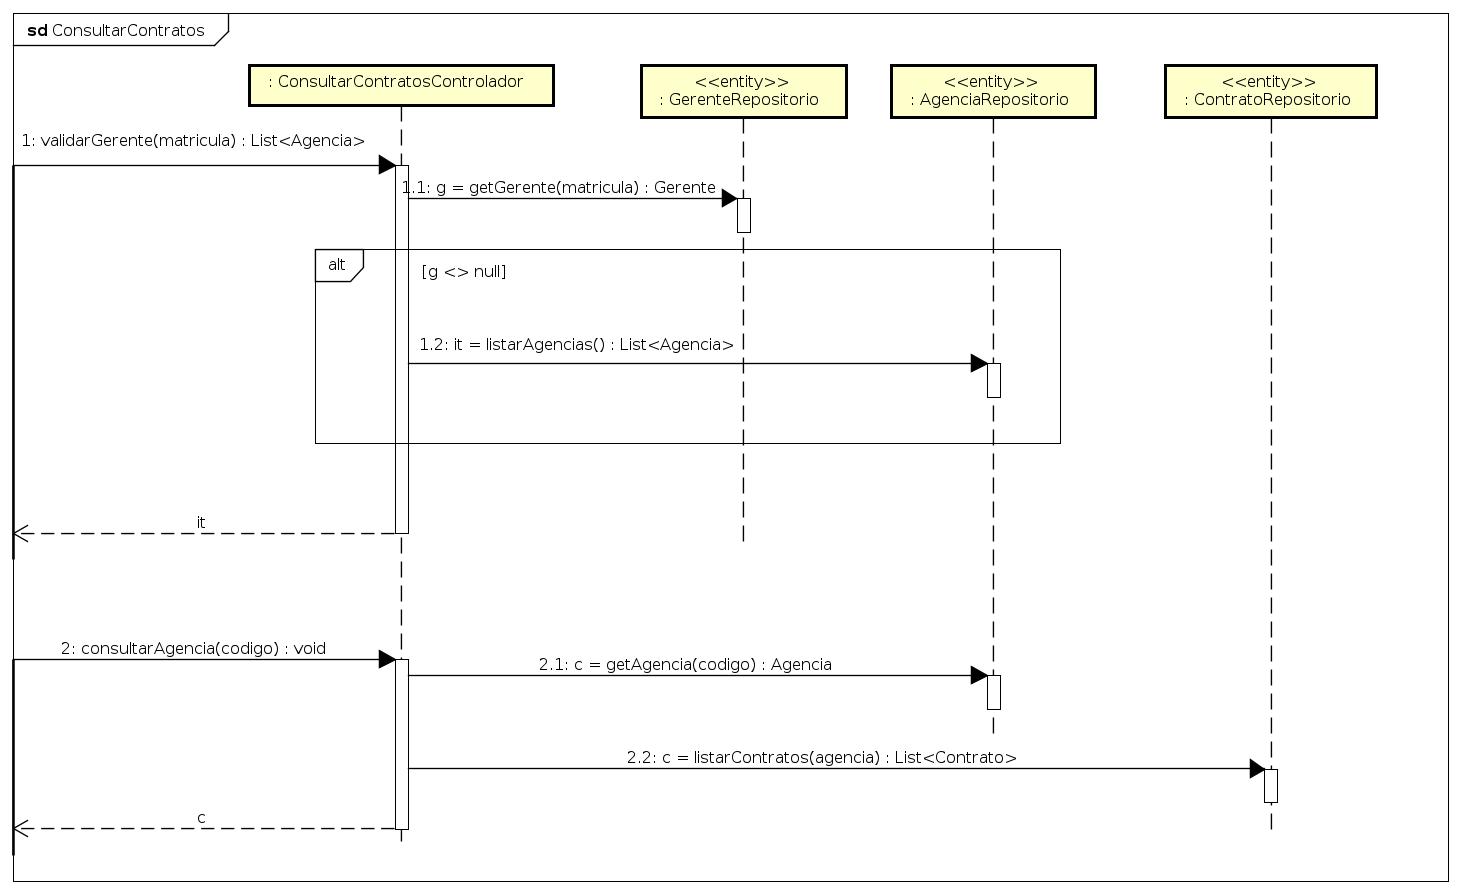 sd ConsultarContratos
: ConsultarContratosControlador
<<entity>>
: GerenteRepositorio
<<entity>>
: AgenciaRepositorio
<<entity>>
: ContratoRepositorio
1: validarGerente(matricula) : List<Agencia>
1.1: g = getGerente(matricula) : Gerente
alt
[g <> null]
1.2: it = listarAgencias() : List<Agencia>
it
2: consultarAgencia(codigo) : void
2.1: c = getAgencia(codigo) : Agencia
2.2: c = listarContratos(agencia) : List<Contrato>
c